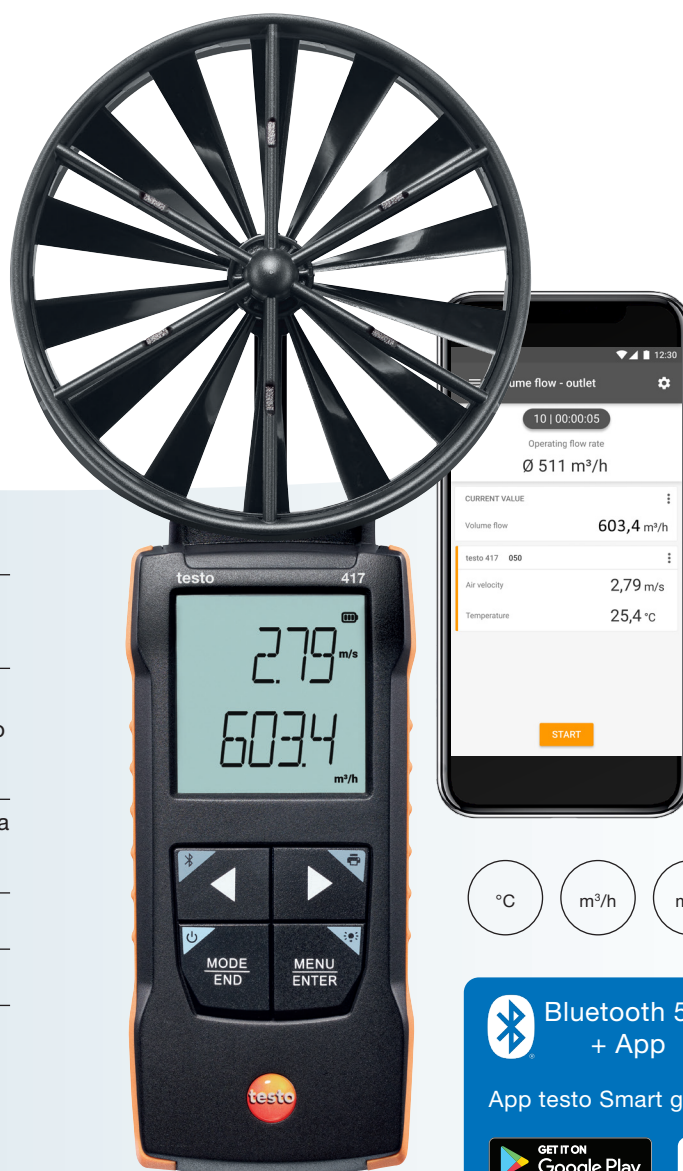 12:30
ume flow - outlet
10 | 00:00:05
Operating flow rate
Ø 511 m³/h
CURRENT VALUE
Volume flow 603,4 m³/h
testo 417 050
Air velocity 2,79 m/s
Temperature 25,4 °C
START
testo 417
2.79 m/s
603.4
m³/h
MODE
END
MENU
ENTER
testo
o
a
°C
m³/h
m
Bluetooth 5
+ App
App testo Smart g
GET IT ON
Google Play